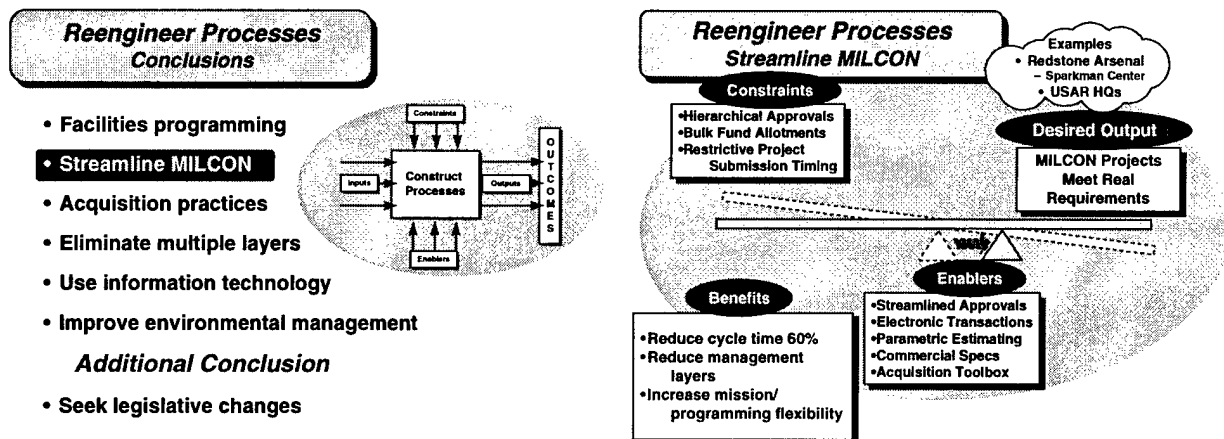 Reengineer Processes
Conclusions
• Facilities programming
• Streamline MILCON
• Acquisition practices
• Eliminate multiple layers
• Use information technology
• Improve environmental management
Additional Conclusion
• Seek legislative changes
Constraints
Inputs
Construct
Processes
Outputs
Enablers
OUTCOMES
Reengineer Processes
Streamline MILCON
Examples
• Redstone Arsenal
– Sparkman Center
• USAR HQs
Constraints
•Hierarchical Approvals
•Bulk Fund Allotments
•Restrictive Project
Submission Timing
Desired Output
MILCON Projects
Meet Real
Requirements
Enablers
•Streamlined Approvals
•Electronic Transactions
•Parametric Estimating
•Commercial Specs
•Acquisition Toolbox
Benefits
•Reduce cycle time 60%
•Reduce management
layers
•Increase mission/
programming flexibility